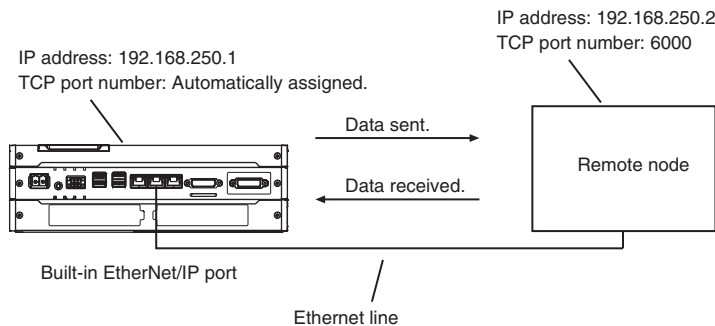 IP address: 192.168.250.2
TCP port number: 6000
IP address: 192.168.250.1
TCP port number: Automatically assigned.
Data sent.
Remote node
Data received.
Built-in EtherNet/IP port
Ethernet line